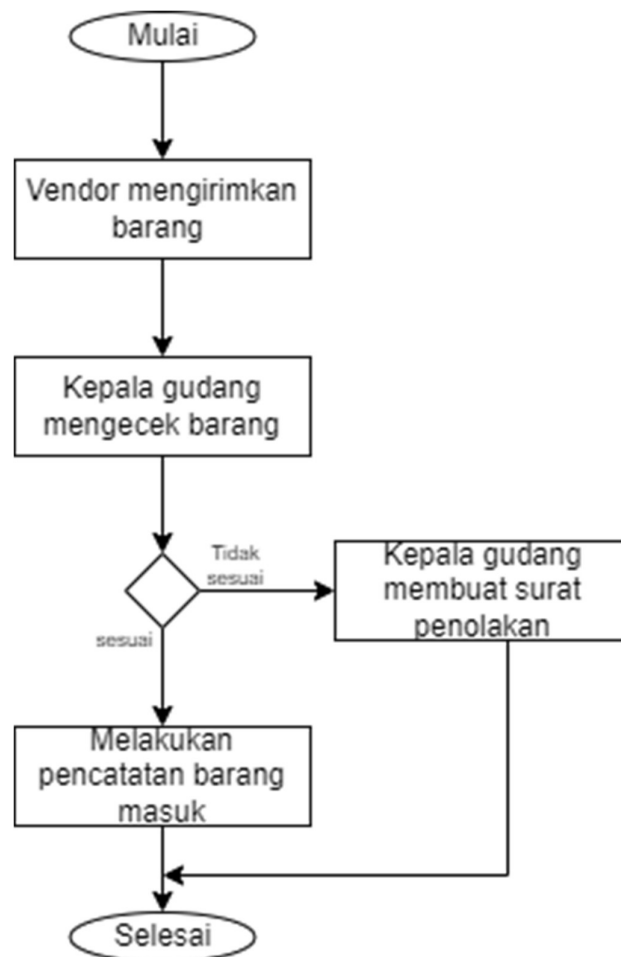 Mulai
Vendor mengirimkan
barang
Kepala gudang
mengecek barang
Tidak
sesuai
Kepala gudang
membuat surat
penolakan
sesuai
Melakukan
pencatatan barang
masuk
Selesai